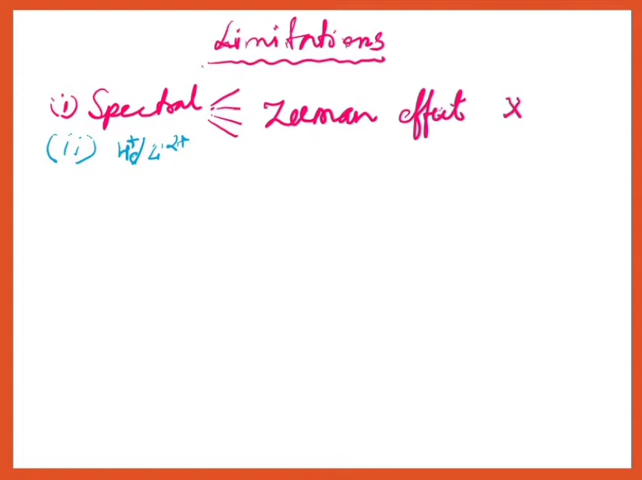 Limitations
(i) Spectral Zeeman effect X
(ii) He⁺/Li²⁺